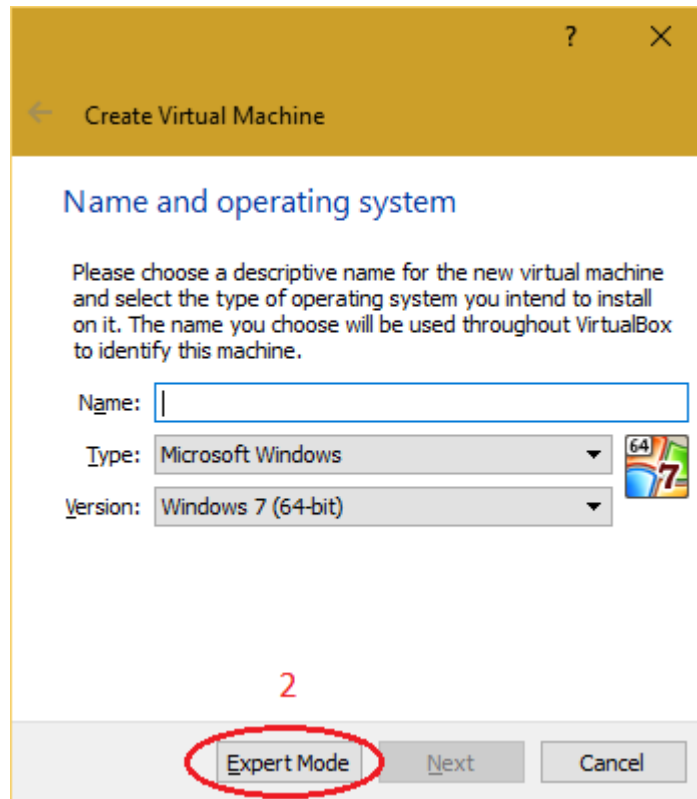 ?
Create Virtual Machine
Name and operating system
Please choose a descriptive name for the new virtual machine
and select the type of operating system you intend to install
on it. The name you choose will be used throughout VirtualBox
to identify this machine.
Name:
Type: Microsoft Windows
64
7
Version: Windows 7 (64-bit)
2
Expert Mode Next Cancel